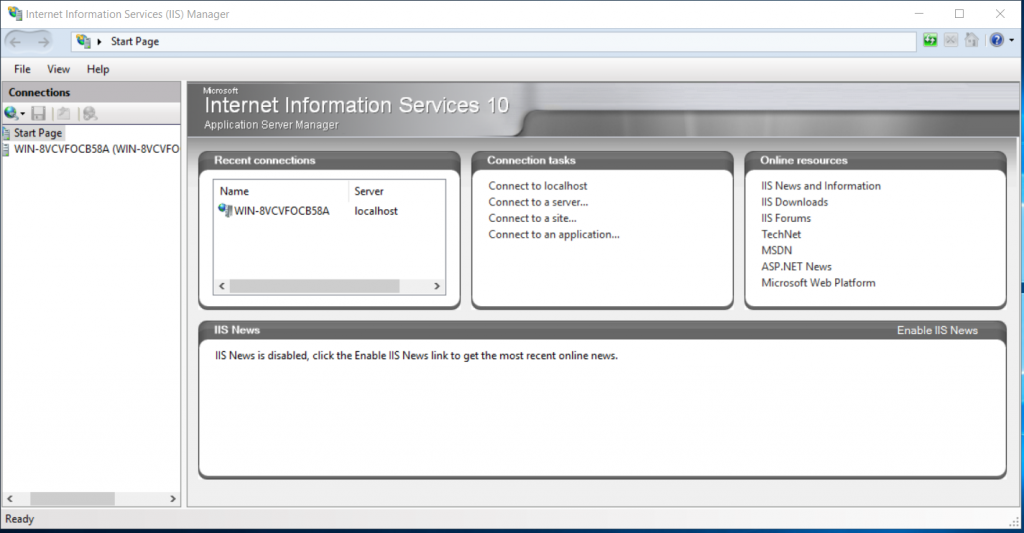 Internet Information Services (IIS) Manager
Start Page
File View Help
Connections
Start Page
WIN-8VCVFOCB58A (WIN-8VCVFO
Microsoft
Internet Information Services 10
Application Server Manager
Recent connections
Name Server
WIN-8VCVFOCB58A localhost
Connection tasks
Connect to localhost
Connect to a server...
Connect to a site...
Connect to an application...
Online resources
IIS News and Information
IIS Downloads
IIS Forums
TechNet
MSDN
ASP.NET News
Microsoft Web Platform
IIS News Enable IIS News
IIS News is disabled, click the Enable IIS News link to get the most recent online news.
Ready